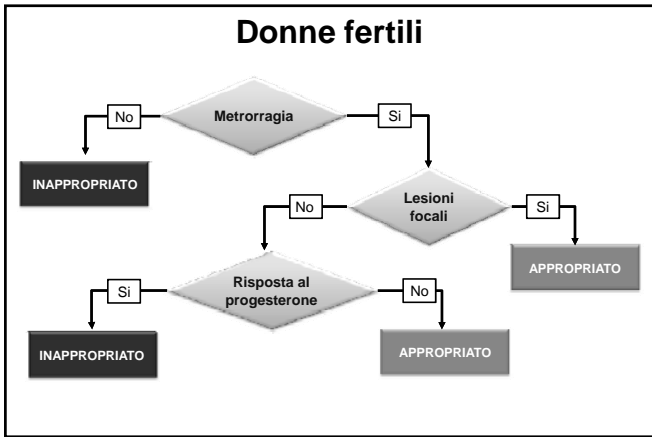 Donne fertili
No
Metrorragia
Si
INAPPROPRIATO
No
Lesioni
focali
Si
APPROPRIATO
Si
Risposta al
progesterone
No
INAPPROPRIATO
APPROPRIATO